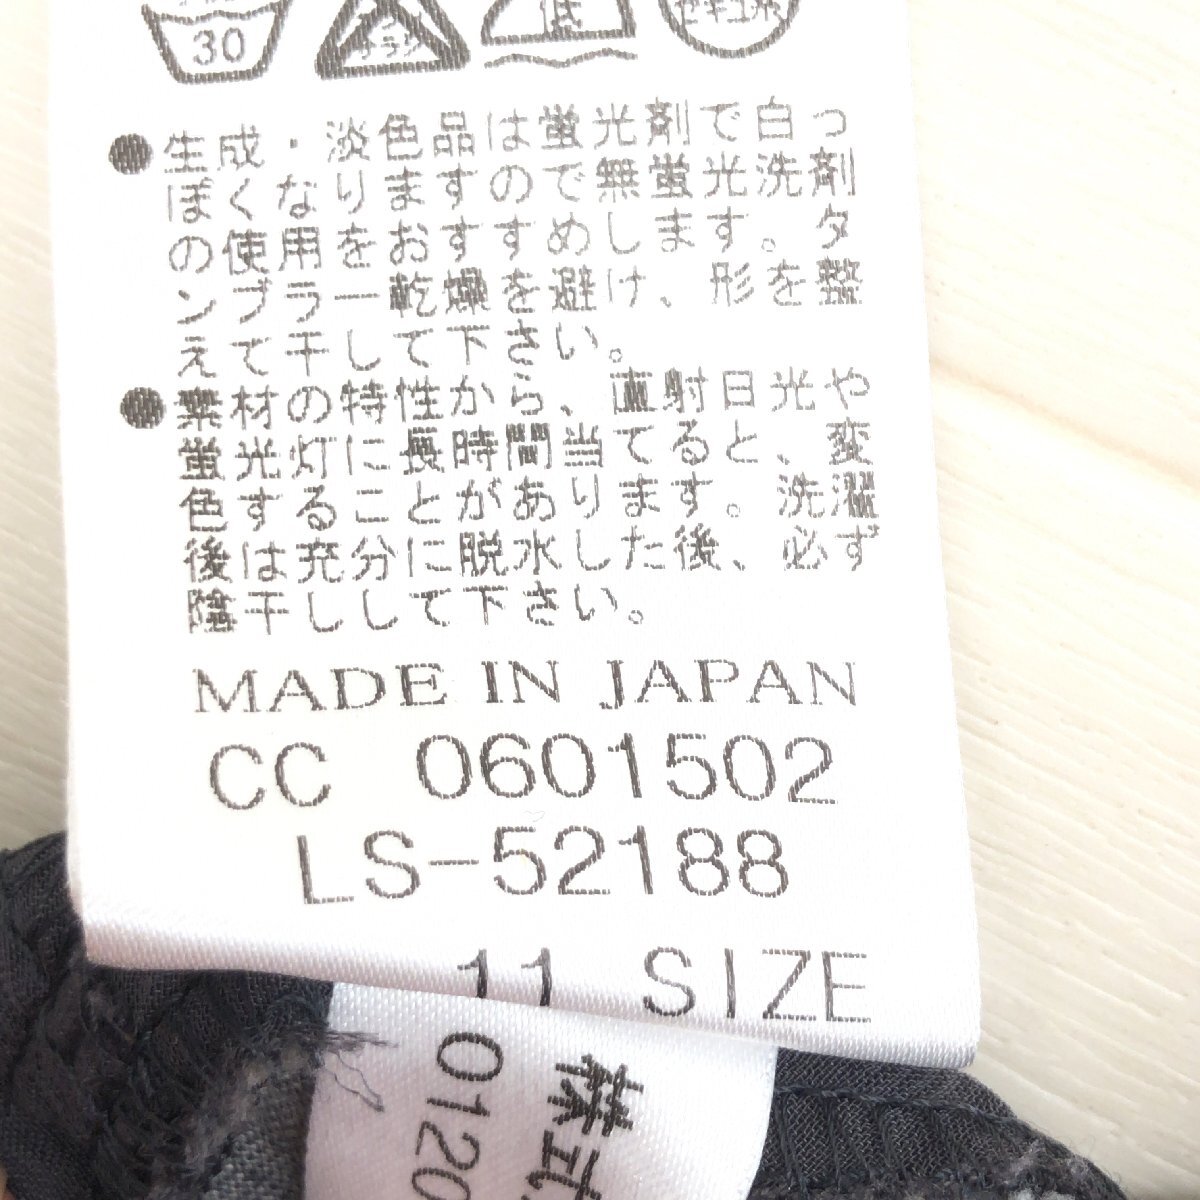 30
低
●生成・淡色品は蛍光剤で白っ
ぽくなりますので無蛍光洗剤
の使用をおすすめします。タ
ンブラー乾燥を避け、形を整
えて干して下さい。
●素材の特性から、直射日光や
蛍光灯に長時間当てると、変
色することがあります。洗濯
後は充分に脱水した後、必ず
陰干しして下さい。
MADE IN JAPAN
CC 0601502
LS-52188
11 SIZE
株式
0120